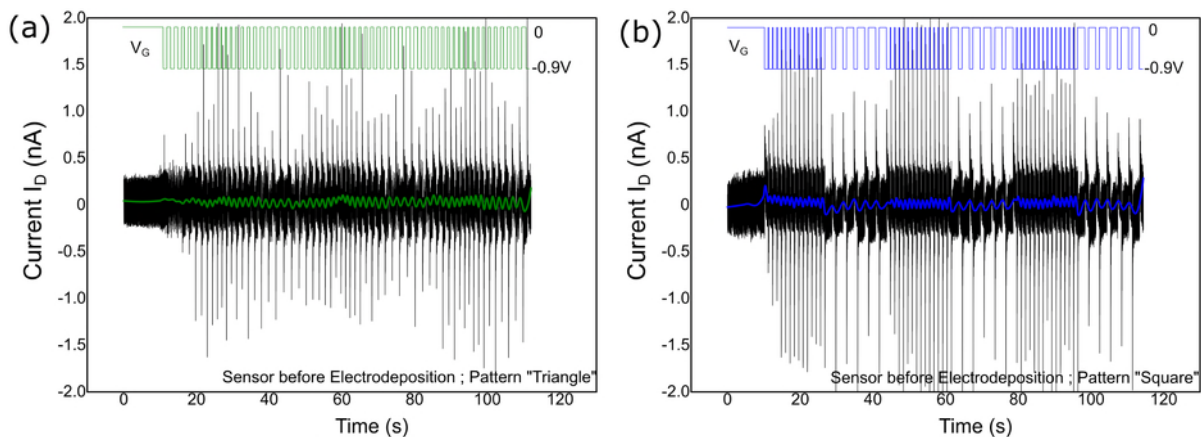 (a)
2.0
1.5
1.0
0.5
0
-0.5
-1.0
-1.5
-2.0
Current I_D (nA)
V_G
0
-0.9V
Sensor before Electrodeposition ; Pattern "Triangle"
0 20 40 60 80 100 120
Time (s)
(b)
2.0
1.5
1.0
0.5
0
-0.5
-1.0
-1.5
-2.0
Current I_D (nA)
V_G
0
-0.9V
Sensor before Electrodeposition ; Pattern "Square"
0 20 40 60 80 100 120
Time (s)